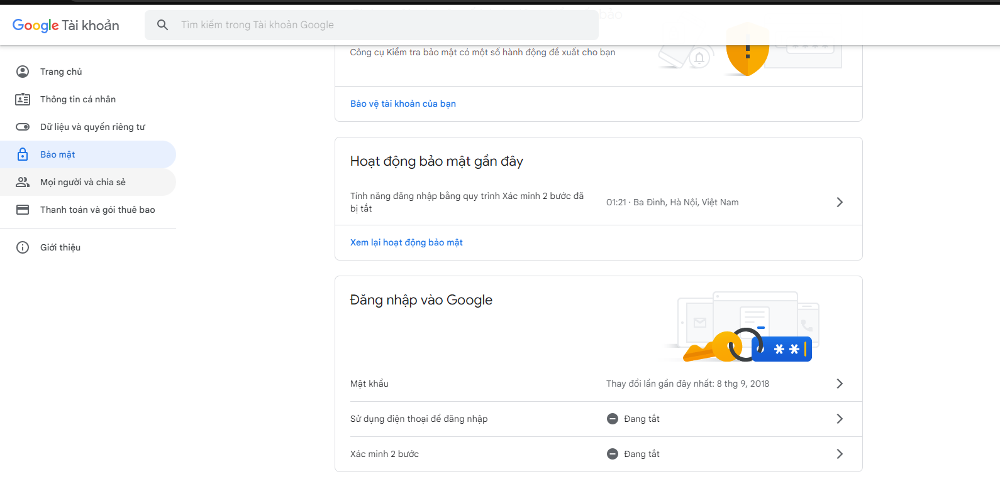 Google Tài khoản
Tìm kiếm trong Tài khoản Google
bảo
Công cụ Kiểm tra bảo mật có một số hành động đề xuất cho bạn
Bảo vệ tài khoản của bạn
Trang chủ
Thông tin cá nhân
Dữ liệu và quyền riêng tư
Bảo mật
Mọi người và chia sẻ
Thanh toán và gói thuê bao
Giới thiệu
Hoạt động bảo mật gần đây
Tính năng đăng nhập bằng quy trình Xác minh 2 bước đã
bị tắt
01:21 · Ba Đình, Hà Nội, Việt Nam
Xem lại hoạt động bảo mật
Đăng nhập vào Google
Mật khẩu
Thay đổi lần gần đây nhất: 8 thg 9, 2018
Sử dụng điện thoại để đăng nhập
Đang tắt
Xác minh 2 bước
Đang tắt